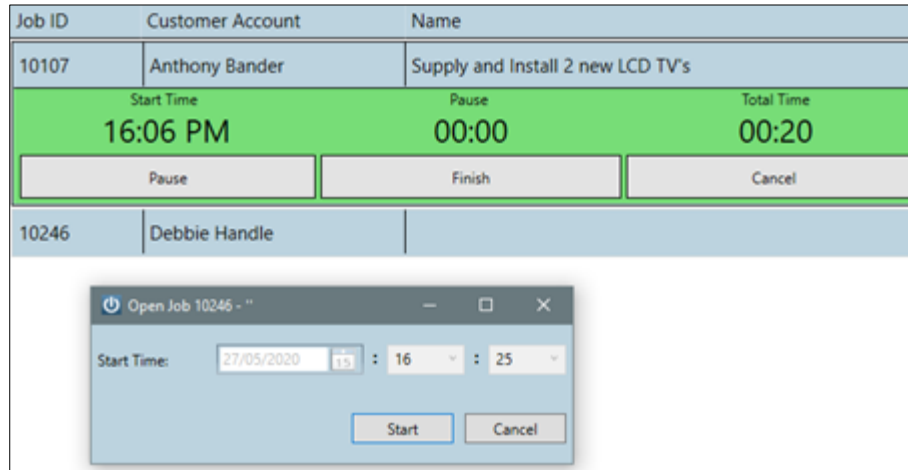 Job ID Customer Account Name
10107 Anthony Bander Supply and Install 2 new LCD TV's
Start Time Pause Total Time
16:06 PM 00:00 00:20
Pause Finish Cancel
10246 Debbie Handle
Open Job 10246 - ''
Start Time: 27/05/2020 15 : 16 : 25
Start Cancel